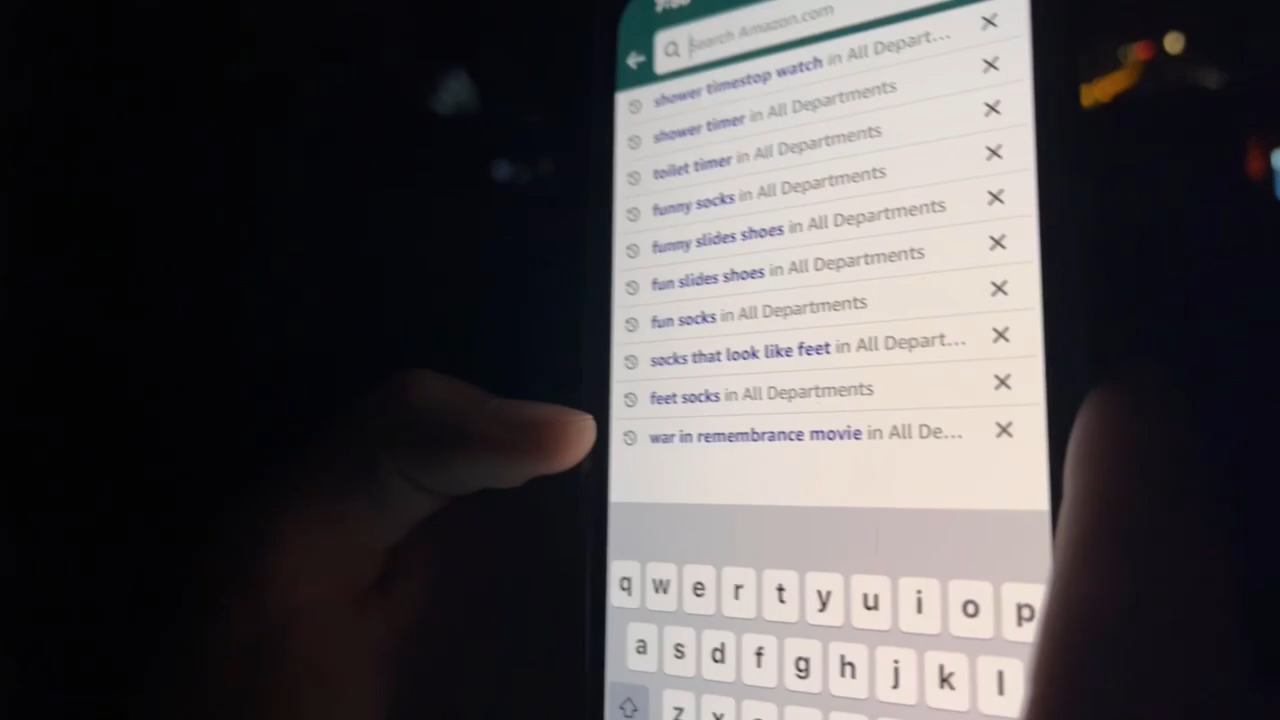 Search Amazon.com
shower timestop watch in All Depart...
shower timer in All Departments
toilet timer in All Departments
funny socks in All Departments
funny slides shoes in All Departments
fun slides shoes in All Departments
fun socks in All Departments
socks that look like feet in All Depart...
feet socks in All Departments
war in remembrance movie in All De...
q w e r t y u i o p
a s d f g h j k l
z